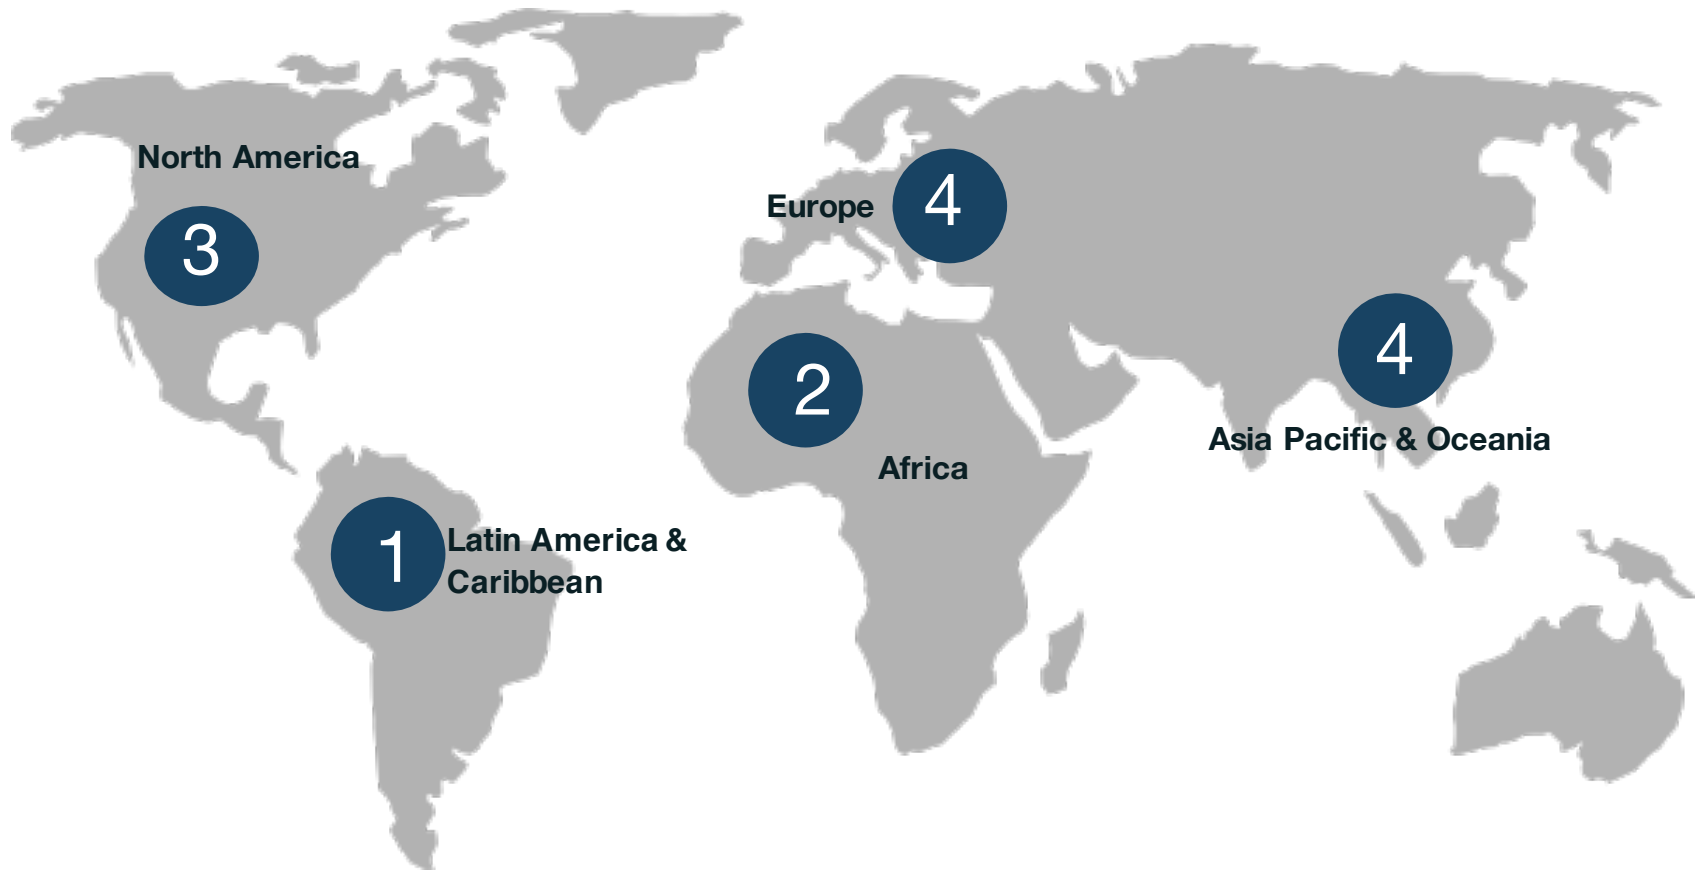 North America
3
Europe
4
4
Asia Pacific & Oceania
2
Africa
1
Latin America &
Caribbean